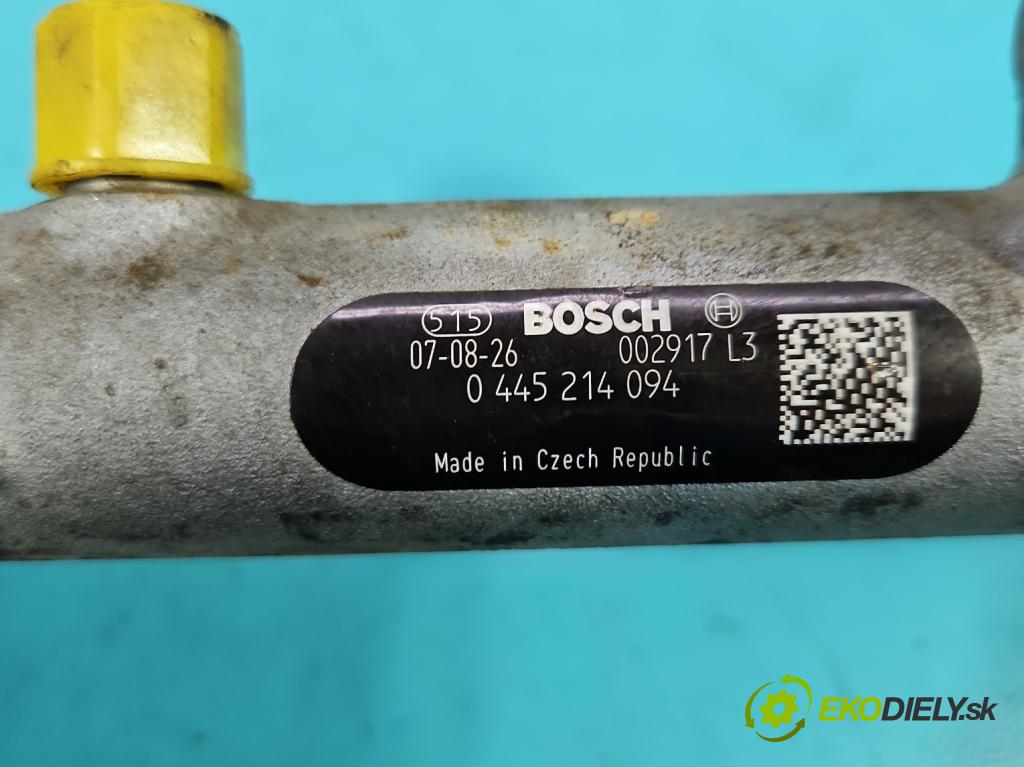 515 BOSCH
07-08-26 002917 L3
0 445 214 094
Made in Czech Republic
EKODIELY.sk